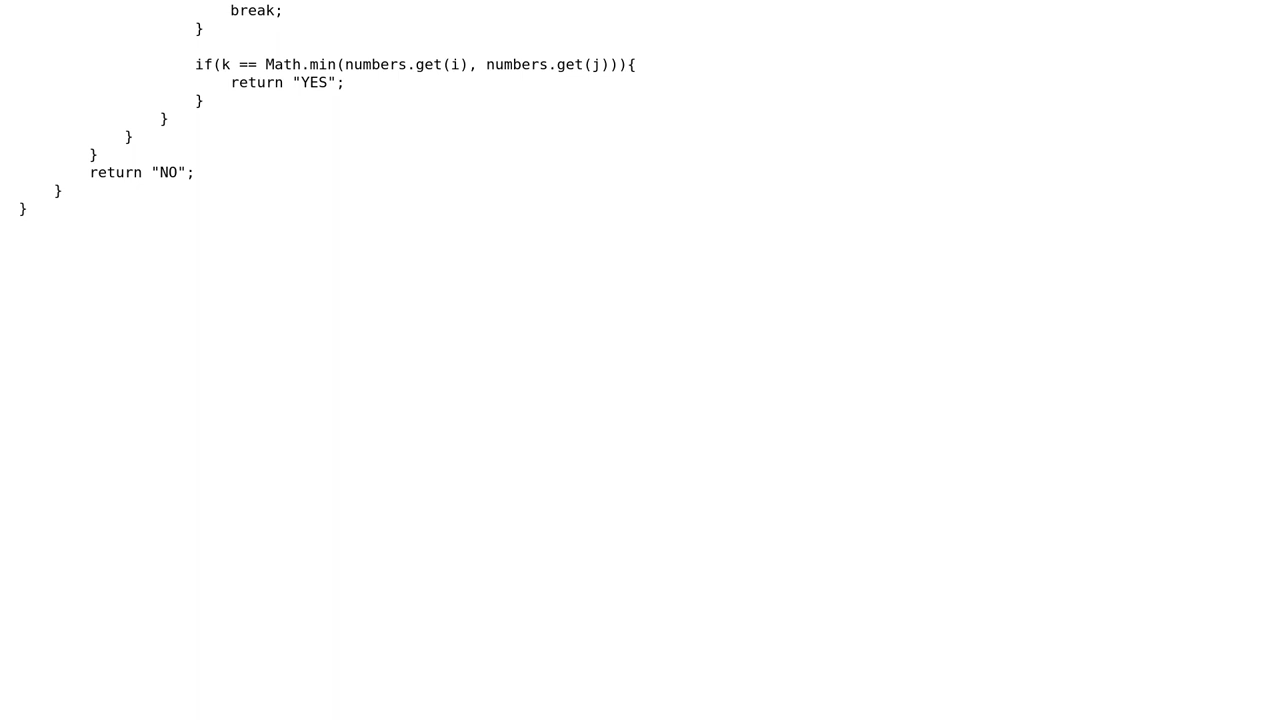 break;
                    }

                    if(k == Math.min(numbers.get(i), numbers.get(j))){
                        return "YES";
                    }
                }
            }
        }
        return "NO";
    }
}